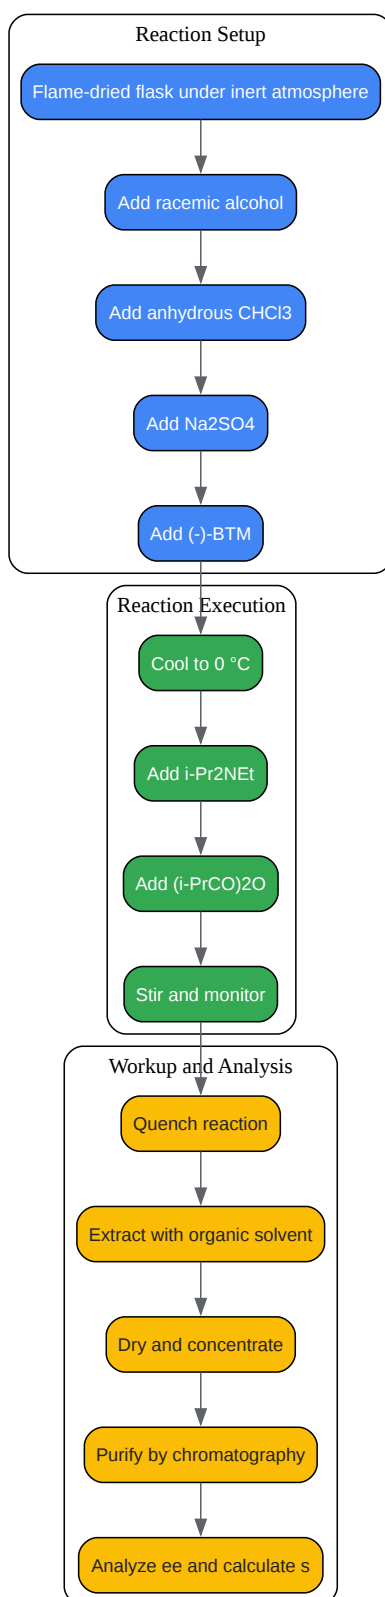 Reaction Setup
Flame-dried flask under inert atmosphere
Add racemic alcohol
Add anhydrous CHCl3
Add Na2SO4
Add (-)-BTM
Reaction Execution
Cool to 0 °C
Add i-Pr2NEt
Add (i-PrCO)2O
Stir and monitor
Workup and Analysis
Quench reaction
Extract with organic solvent
Dry and concentrate
Purify by chromatography
Analyze ee and calculate s